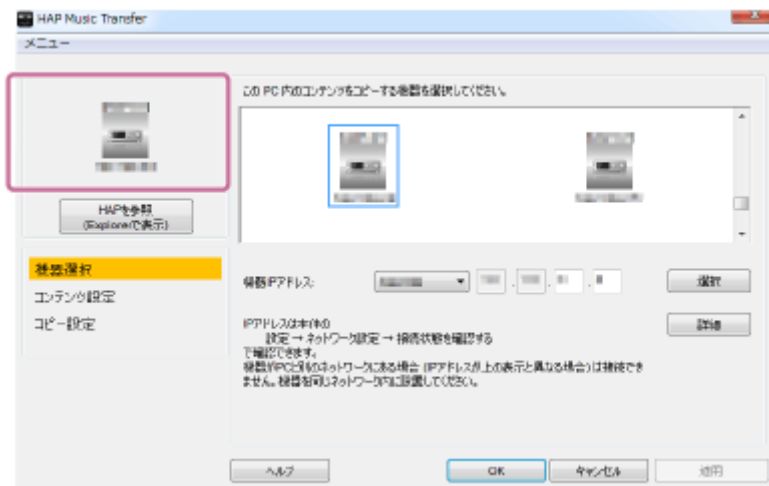 HAP Music Transfer
メニュー
この PC 内のコンテンツをコピーする機器を選択してください。
HAPを参照
(Explorerで表示)
機器選択
コンテンツ設定
コピー設定
機器IPアドレス:
選択
IPアドレスは本体の
設定 → ネットワーク設定 → 接続状態を確認する
で確認できます。
機器がPCと別のネットワークにある場合 (IPアドレスが上の表示と異なる場合) は接続でき
ません。機器を同じネットワーク内に設置してください。
詳細
ヘルプ
OK
キャンセル
適用